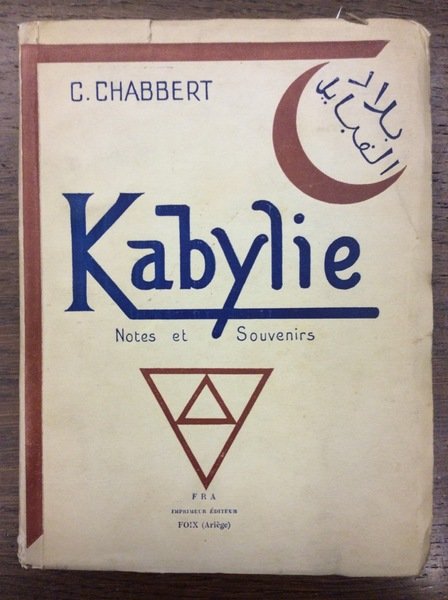 C. CHABBERT
بلاد
القبايل
Kabylie
Notes et Souvenirs
FRA
IMPRIMEUR ÉDITEUR
FOIX (Ariège)